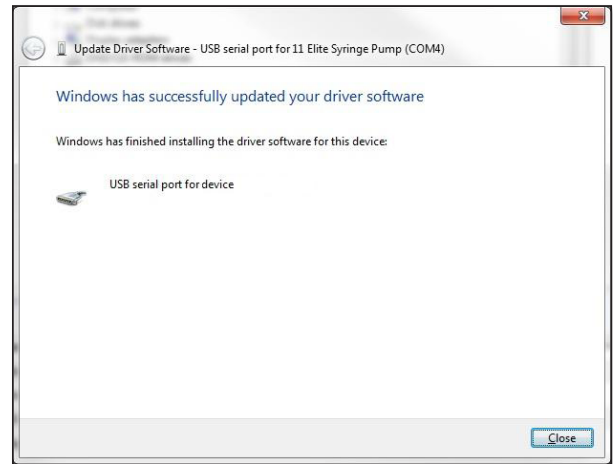 Update Driver Software - USB serial port for 11 Elite Syringe Pump (COM4)
Windows has successfully updated your driver software
Windows has finished installing the driver software for this device:
USB serial port for device
Close